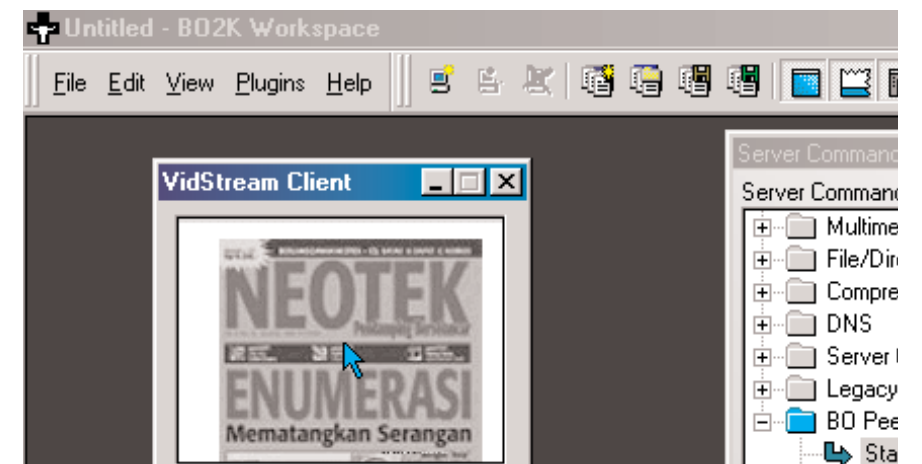 Untitled - BO2K Workspace
File Edit View Plugins Help
VidStream Client
NEOTEK
ENUMERASI
Mematangkan Serangan
Server Command
Server Command
Multime
File/Dire
Compre
DNS
Server
Legacy
BO Pee
Sta